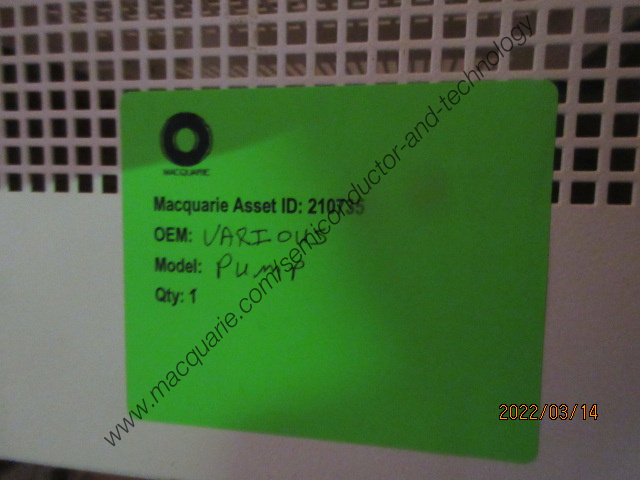 MACQUARIE
Macquarie Asset ID: 210735
OEM: VARIOUS
Model: Pump
Qty: 1
www.macquarie.com/semiconductor-and-technology
2022/03/14